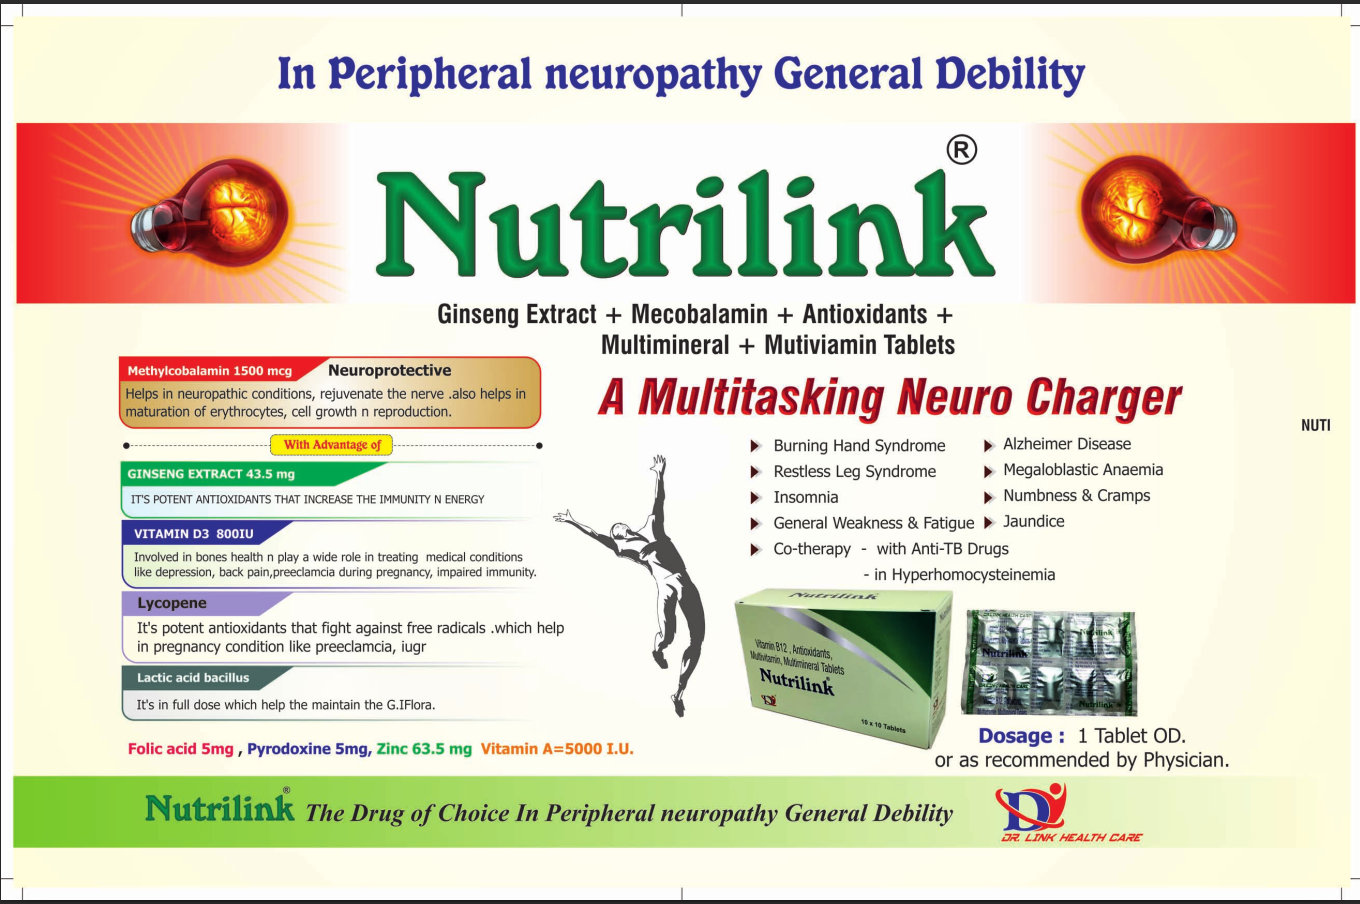 In Peripheral neuropathy General Debility
Nutrilink®
Ginseng Extract + Mecobalamin + Antioxidants +
Multimineral + Mutiviamin Tablets
Methylcobalamin 1500 mcg Neuroprotective
Helps in neuropathic conditions, rejuvenate the nerve .also helps in
maturation of erythrocytes, cell growth n reproduction.
With Advantage of
GINSENG EXTRACT 43.5 mg
IT'S POTENT ANTIOXIDANTS THAT INCREASE THE IMMUNITY N ENERGY
VITAMIN D3 800IU
Involved in bones health n play a wide role in treating medical conditions
like depression, back pain,preeclamcia during pregnancy, impaired immunity.
Lycopene
It's potent antioxidants that fight against free radicals .which help
in pregnancy condition like preeclamcia, iugr
Lactic acid bacillus
It's in full dose which help the maintain the G.IFlora.
Folic acid 5mg , Pyrodoxine 5mg, Zinc 63.5 mg Vitamin A=5000 I.U.
A Multitasking Neuro Charger
Burning Hand Syndrome
Restless Leg Syndrome
Insomnia
General Weakness & Fatigue
Co-therapy - with Anti-TB Drugs
- in Hyperhomocysteinemia
Alzheimer Disease
Megaloblastic Anaemia
Numbness & Cramps
Jaundice
NUTI
Nutrilink
Vitamin B12 , Antioxidants,
Multivitamin, Multimineral Tablets
Nutrilink®
10 x 10 Tablets
Nutrilink
Nutrilink
Nutrilink
Dosage : 1 Tablet OD.
or as recommended by Physician.
Nutrilink® The Drug of Choice In Peripheral neuropathy General Debility
DR. LINK HEALTH CARE